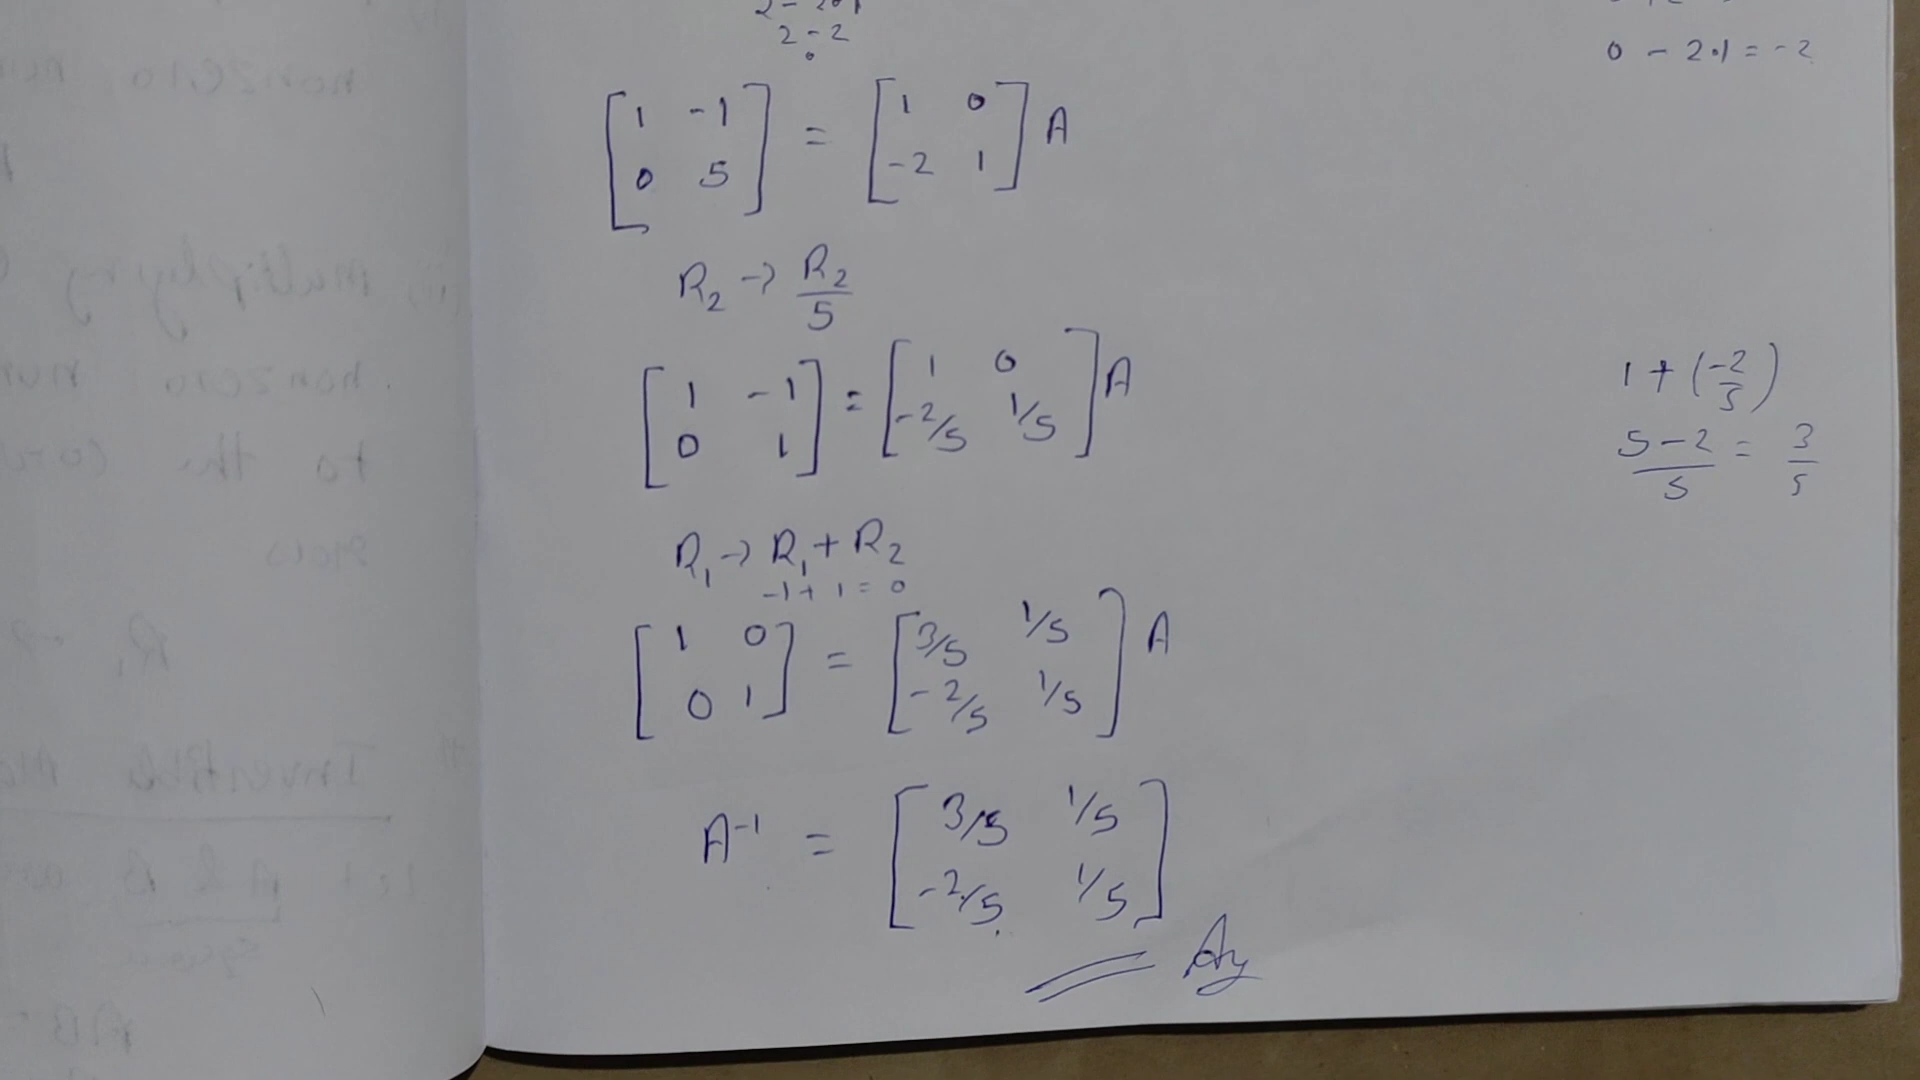 2 - 2
0
0 - 2.1 = -2
[ 1 -1 ] = [ 1 0 ] A
[ 0 5 ] [ -2 1 ]
R2 → R2/5
[ 1 -1 ] = [ 1 0 ] A
[ 0 1 ] [ -2/5 1/5 ]
1 + (-2/5)
5-2/5 = 3/5
R1 → R1 + R2
-1 + 1 = 0
[ 1 0 ] = [ 3/5 1/5 ] A
[ 0 1 ] [ -2/5 1/5 ]
A⁻¹ = [ 3/5 1/5 ]
[ -2/5 1/5 ]